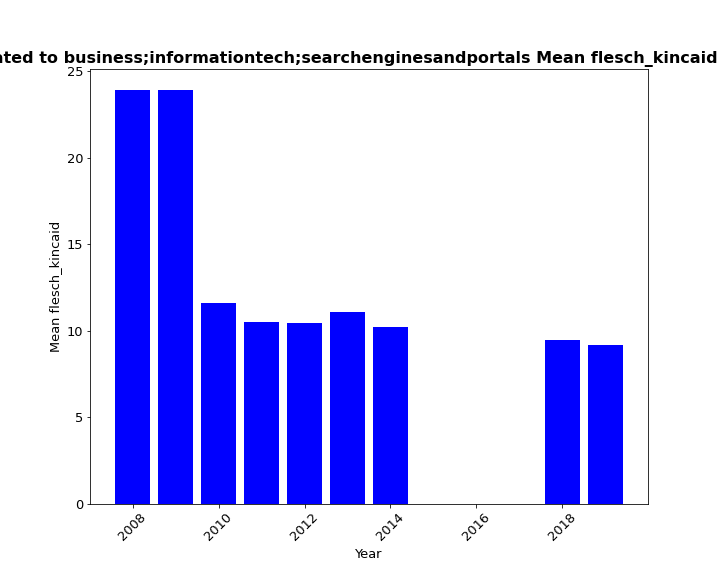 to business;informationtech;searchenginesandportals Mean flesch_kincaid
25
20
15
10
5
0
Mean flesch_kincaid
2008 2010 2012 2014 2016 2018
Year